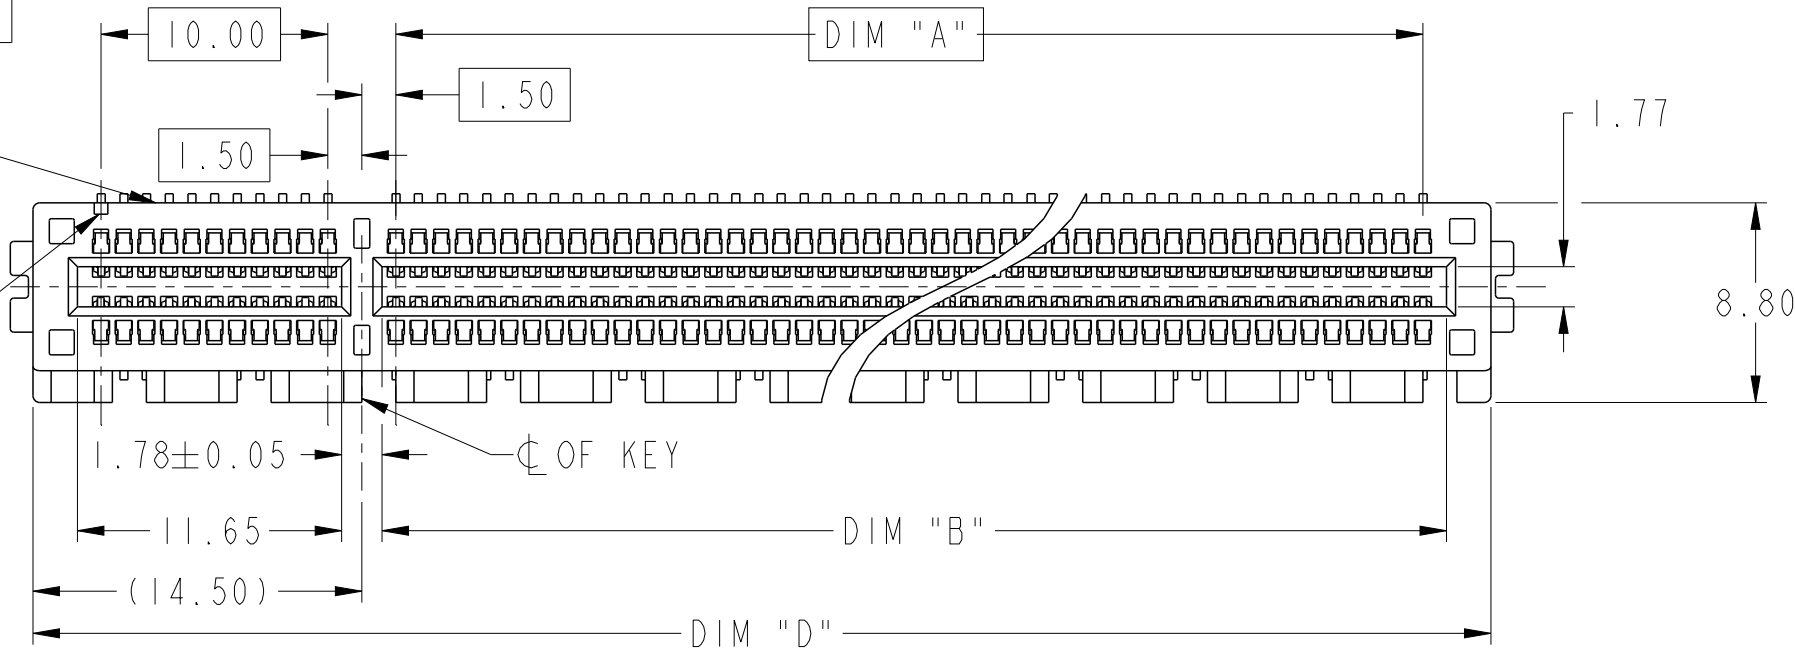 10.00
DIM "A"
1.50
1.77
1.50
8.80
1.78±0.05
℄ OF KEY
11.65
DIM "B"
(14.50)
DIM "D"